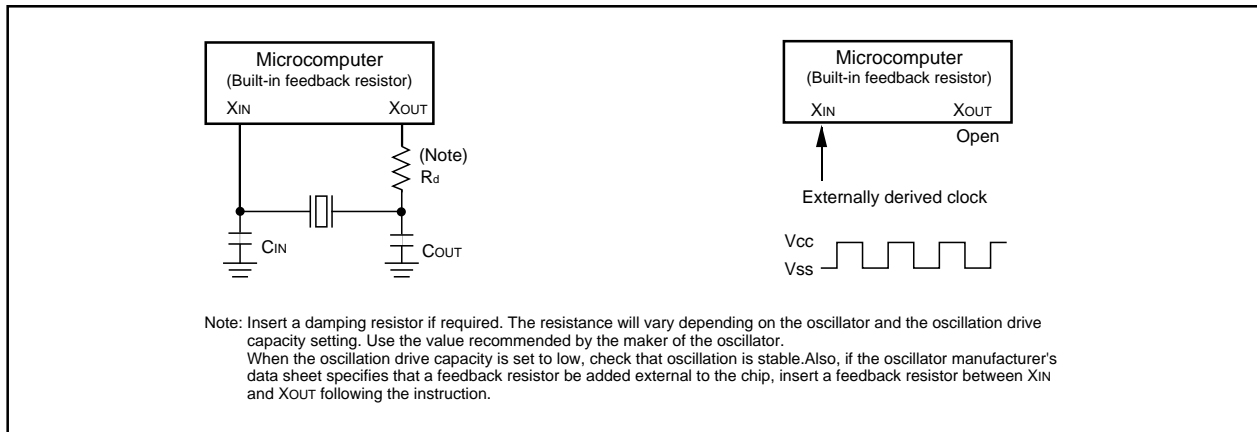 Microcomputer
(Built-in feedback resistor)
XIN XOUT
(Note)
Rd
CIN
COUT
Microcomputer
(Built-in feedback resistor)
XIN XOUT
Open
Externally derived clock
Vcc
Vss
Note: Insert a damping resistor if required. The resistance will vary depending on the oscillator and the oscillation drive
capacity setting. Use the value recommended by the maker of the oscillator.
When the oscillation drive capacity is set to low, check that oscillation is stable.Also, if the oscillator manufacturer's
data sheet specifies that a feedback resistor be added external to the chip, insert a feedback resistor between XIN
and XOUT following the instruction.